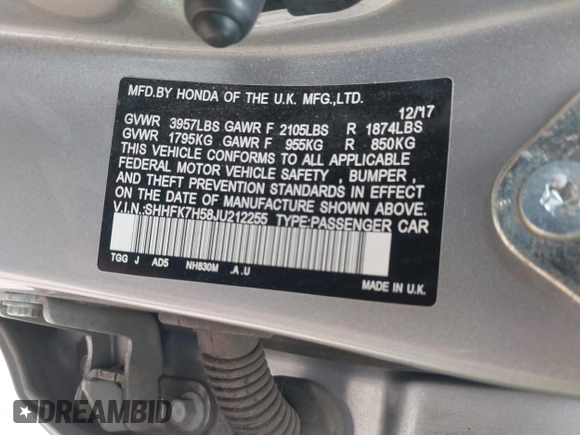 MFD.BY HONDA OF THE U.K. MFG.,LTD.
12/17
GVWR 3957LBS GAWR F 2105LBS R 1874LBS
GVWR 1795KG GAWR F 955KG R 850KG
THIS VEHICLE CONFORMS TO ALL APPLICABLE
FEDERAL MOTOR VEHICLE SAFETY , BUMPER ,
AND THEFT PREVENTION STANDARDS IN EFFECT
ON THE DATE OF MANUFACTURE SHOWN ABOVE.
V.I.N.:SHHFK7H58JU212255 TYPE:PASSENGER CAR
TGG J AD5 NH830M .A .U
MADE IN U.K.
DREAMBID